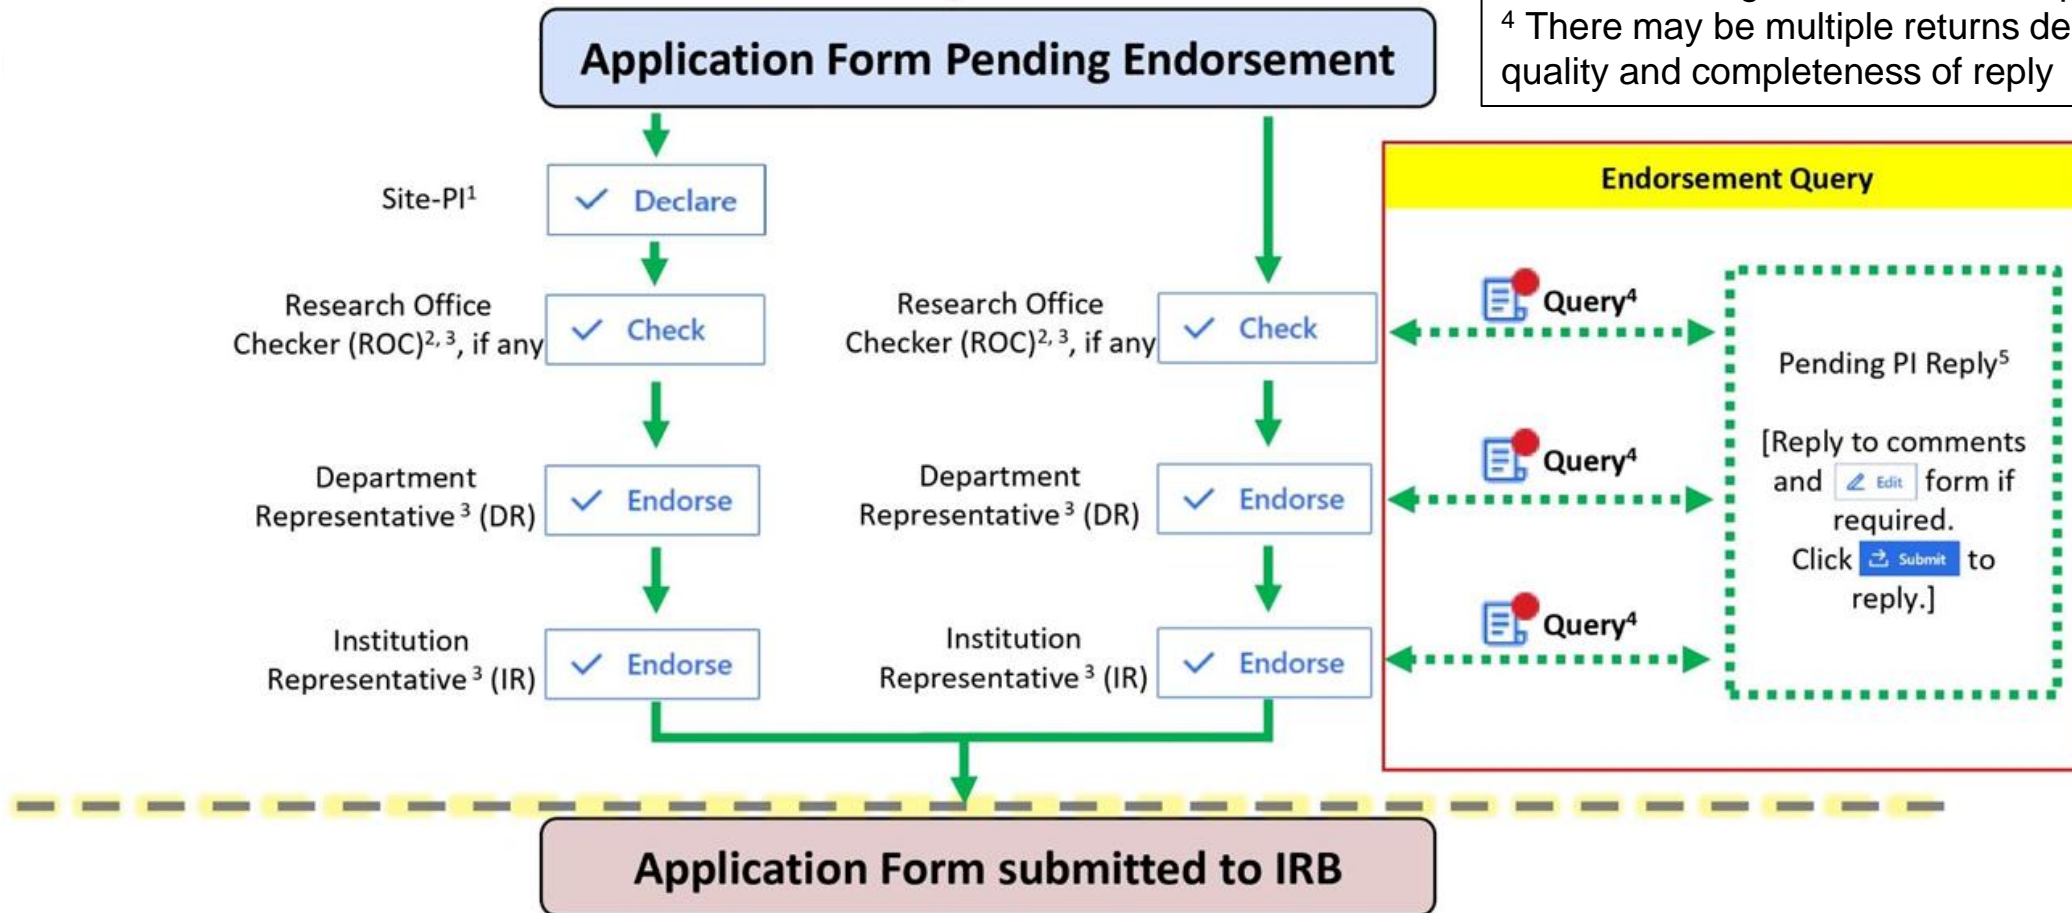 ⁴ There may be multiple returns
quality and completeness of reply
Application Form Pending Endorsement
Site-PI¹
Declare
Research Office
Checker (ROC)²˒ ³, if any
Check
Department
Representative ³ (DR)
Endorse
Institution
Representative ³ (IR)
Endorse
Research Office
Checker (ROC)²˒ ³, if any
Check
Department
Representative ³ (DR)
Endorse
Institution
Representative ³ (IR)
Endorse
Endorsement Query
Query⁴
Query⁴
Query⁴
Pending PI Reply⁵
[Reply to comments
and Edit form if
required.
Click Submit to
reply.]
Application Form submitted to IRB